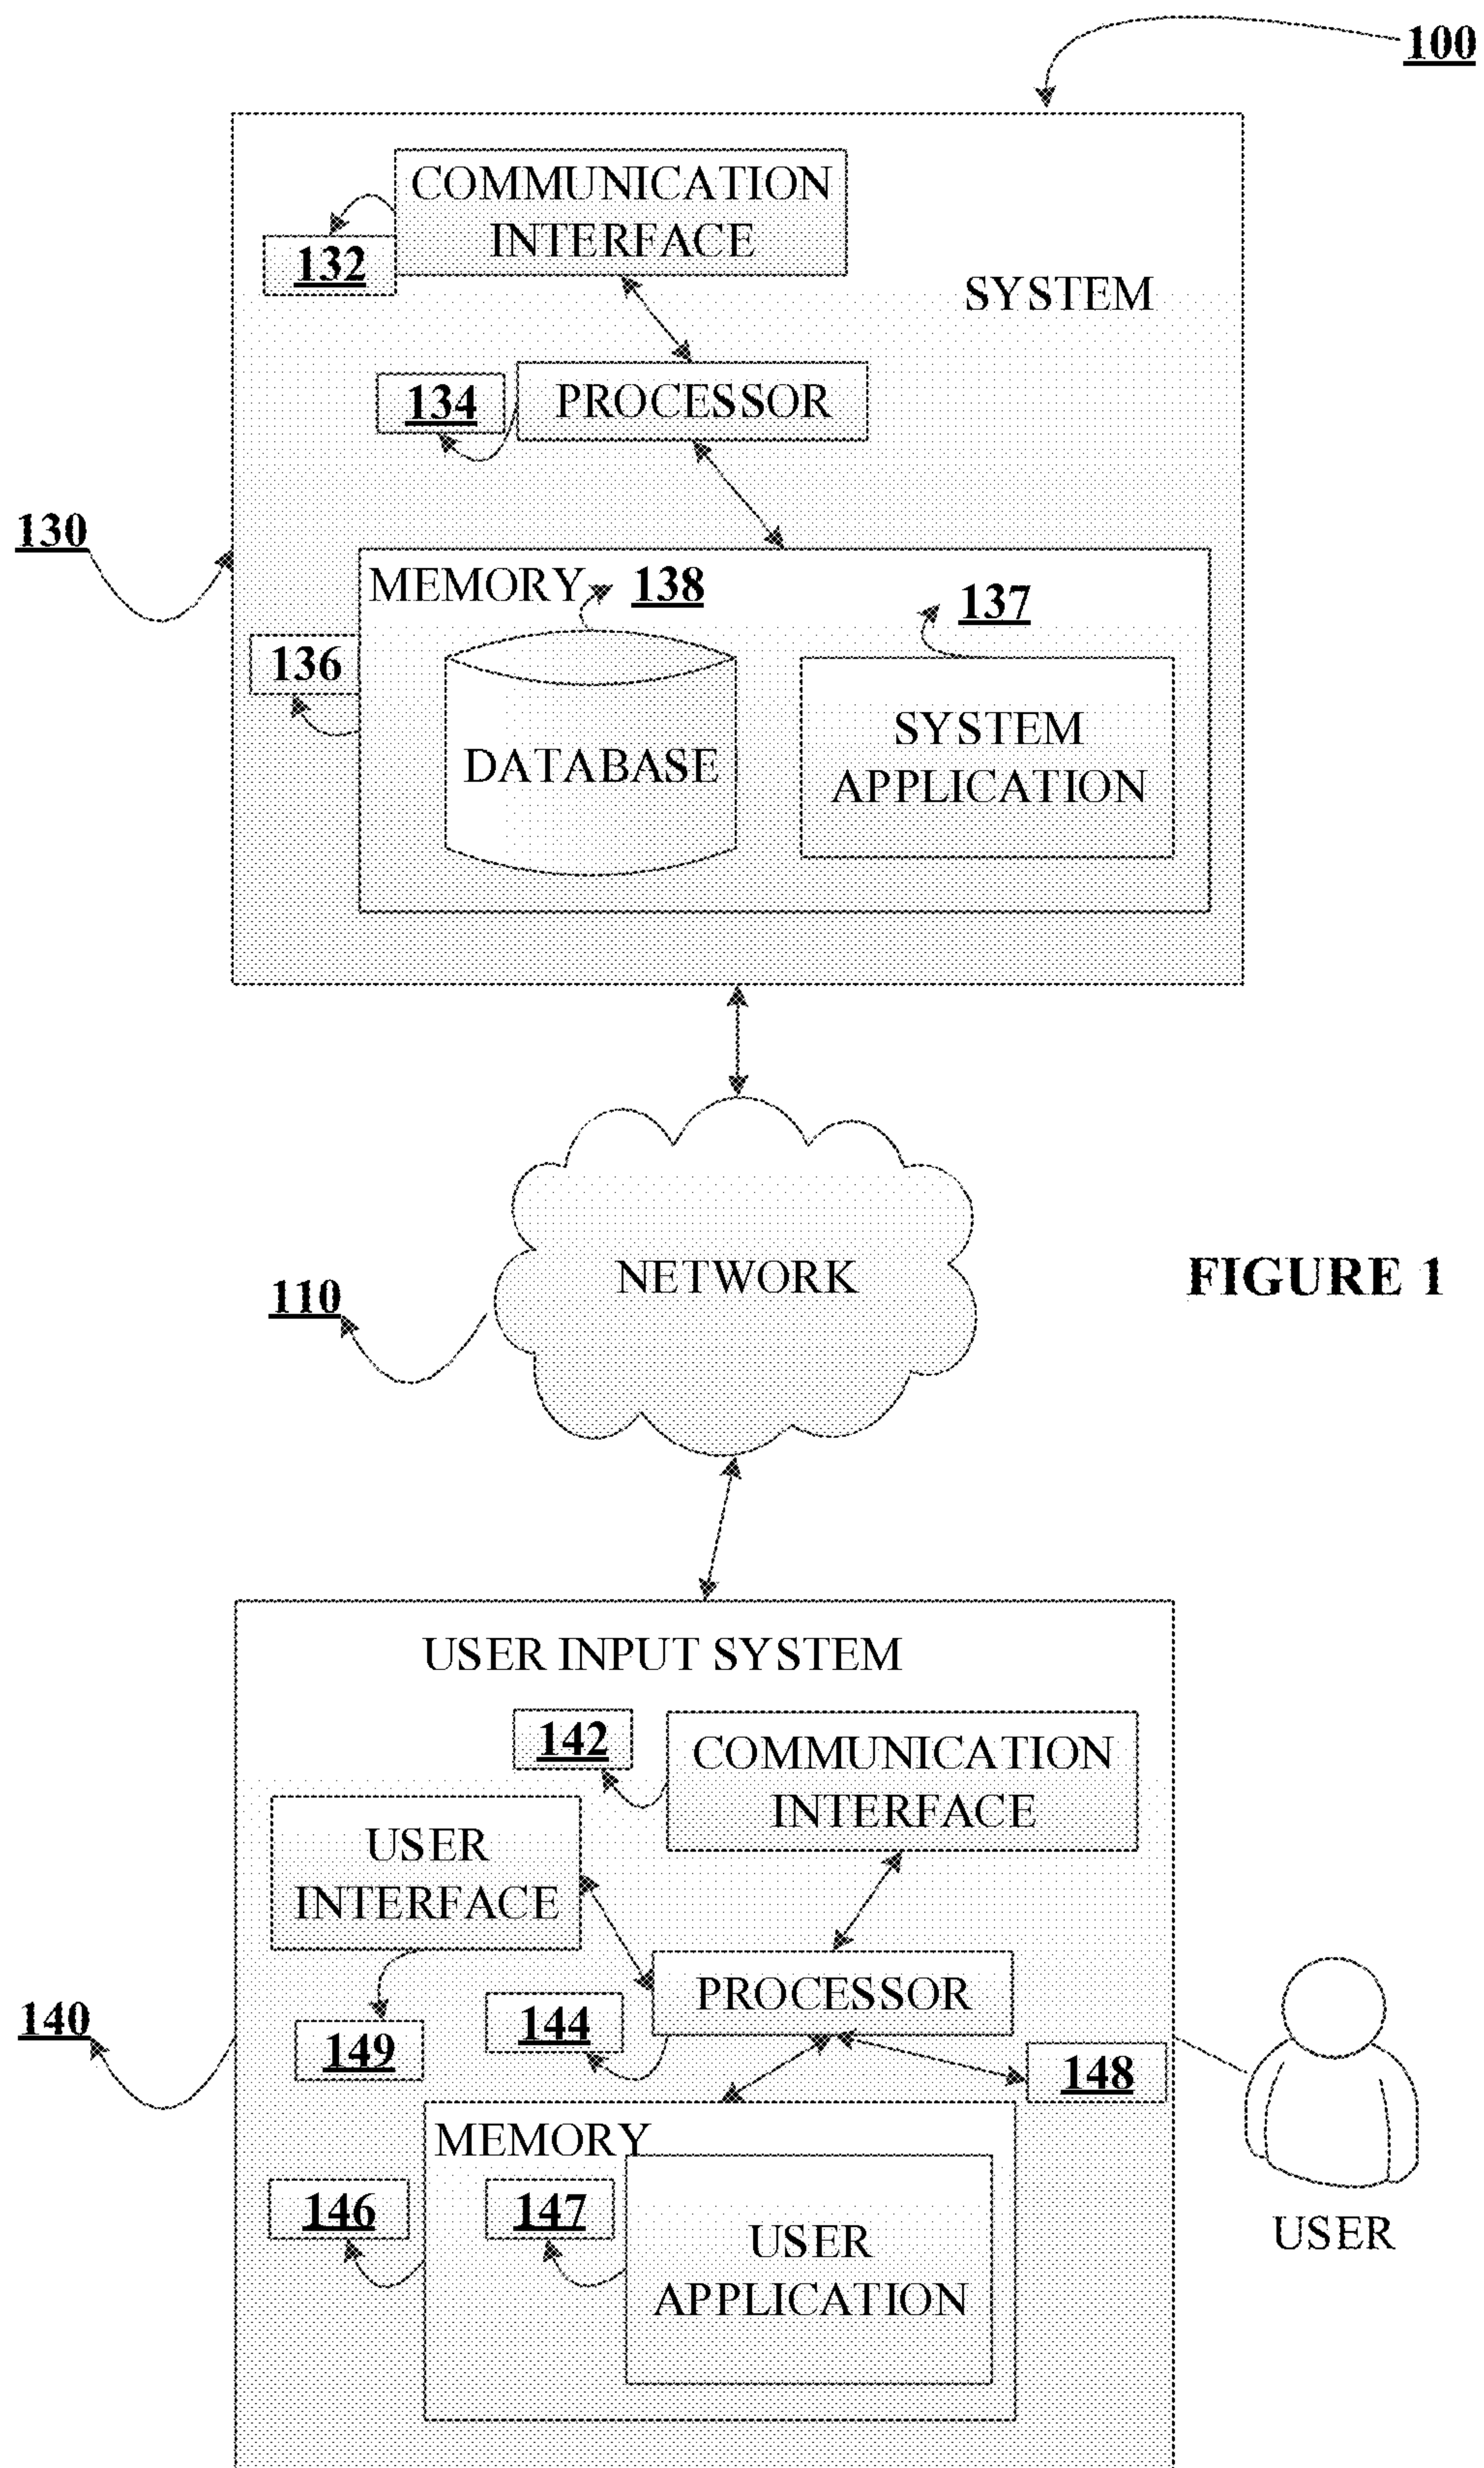 100
COMMUNICATION
INTERFACE
132
SYSTEM
134
PROCESSOR
130
MEMORY
138
137
136
DATABASE
SYSTEM
APPLICATION
NETWORK
110
FIGURE 1
USER INPUT SYSTEM
142
COMMUNICATION
INTERFACE
USER
INTERFACE
PROCESSOR
144
140
149
148
MEMORY
146
147
USER
APPLICATION
USER